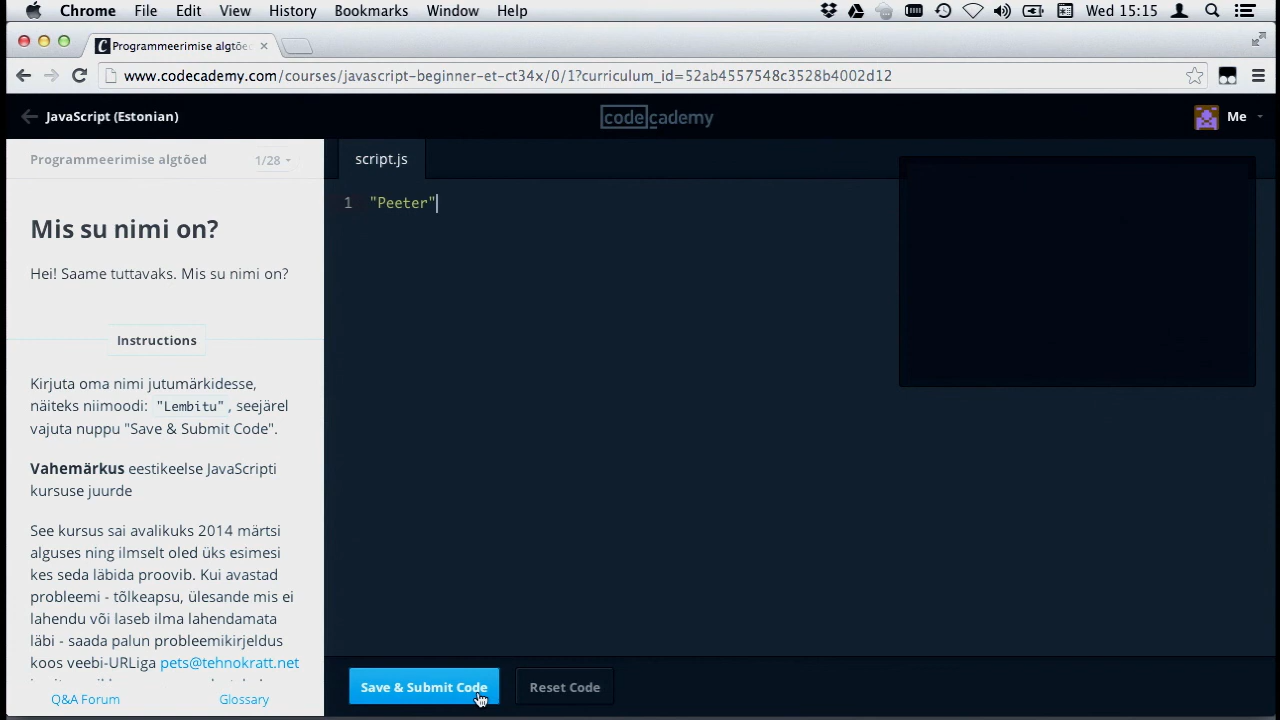 Chrome File Edit View History Bookmarks Window Help Wed 15:15
Programmeerimise algtõed
www.codecademy.com/courses/javascript-beginner-et-ct34x/0/1?curriculum_id=52ab4557548c3528b4002d12
JavaScript (Estonian)
codecademy
Me
Programmeerimise algtõed 1/28
Mis su nimi on?
Hei! Saame tuttavaks. Mis su nimi on?
Instructions
Kirjuta oma nimi jutumärkidesse,
näiteks niimoodi: "Lembitu", seejärel
vajuta nuppu "Save & Submit Code".
Vahemärkus eestikeelse JavaScripti
kursuse juurde
See kursus sai avalikuks 2014 märtsi
alguses ning ilmselt oled üks esimesi
kes seda läbida proovib. Kui avastad
probleemi - tõlkeapsu, ülesande mis ei
lahendu või laseb ilma lahendamata
läbi - saada palun probleemikirjeldus
koos veebi-URLiga pets@tehnokratt.net
Q&A Forum Glossary
script.js
1 "Peeter"
Save & Submit Code Reset Code